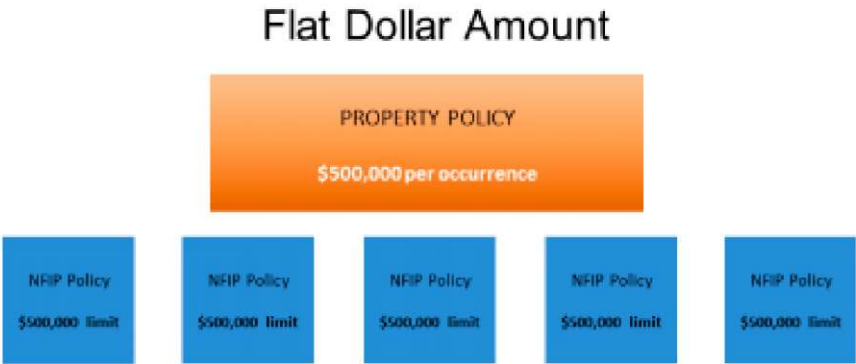 Flat Dollar Amount
PROPERTY POLICY
$500,000 per occurrence
NFIP Policy
$500,000 limit
NFIP Policy
$500,000 limit
NFIP Policy
$500,000 limit
NFIP Policy
$500,000 limit
NFIP Policy
$500,000 limit